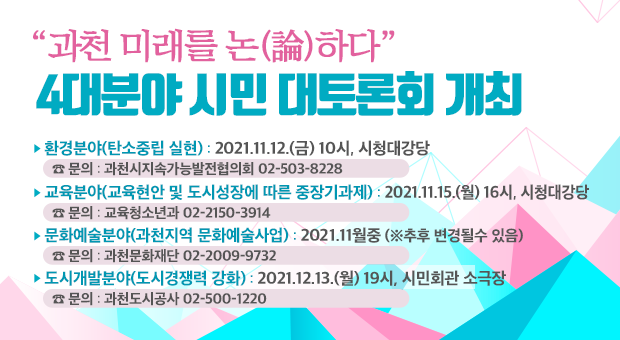 “과천 미래를 논(論)하다”
4대분야 시민 대토론회 개최
▶ 환경분야(탄소중립 실현) : 2021.11.12.(금) 10시, 시청대강당
☎ 문의 : 과천시지속가능발전협의회 02-503-8228
▶ 교육분야(교육현안 및 도시성장에 따른 중장기과제) : 2021.11.15.(월) 16시, 시청대강당
☎ 문의 : 교육청소년과 02-2150-3914
▶ 문화예술분야(과천지역 문화예술사업) : 2021.11월중 (※추후 변경될수 있음)
☎ 문의 : 과천문화재단 02-2009-9732
▶ 도시개발분야(도시경쟁력 강화) : 2021.12.13.(월) 19시, 시민회관 소극장
☎ 문의 : 과천도시공사 02-500-1220